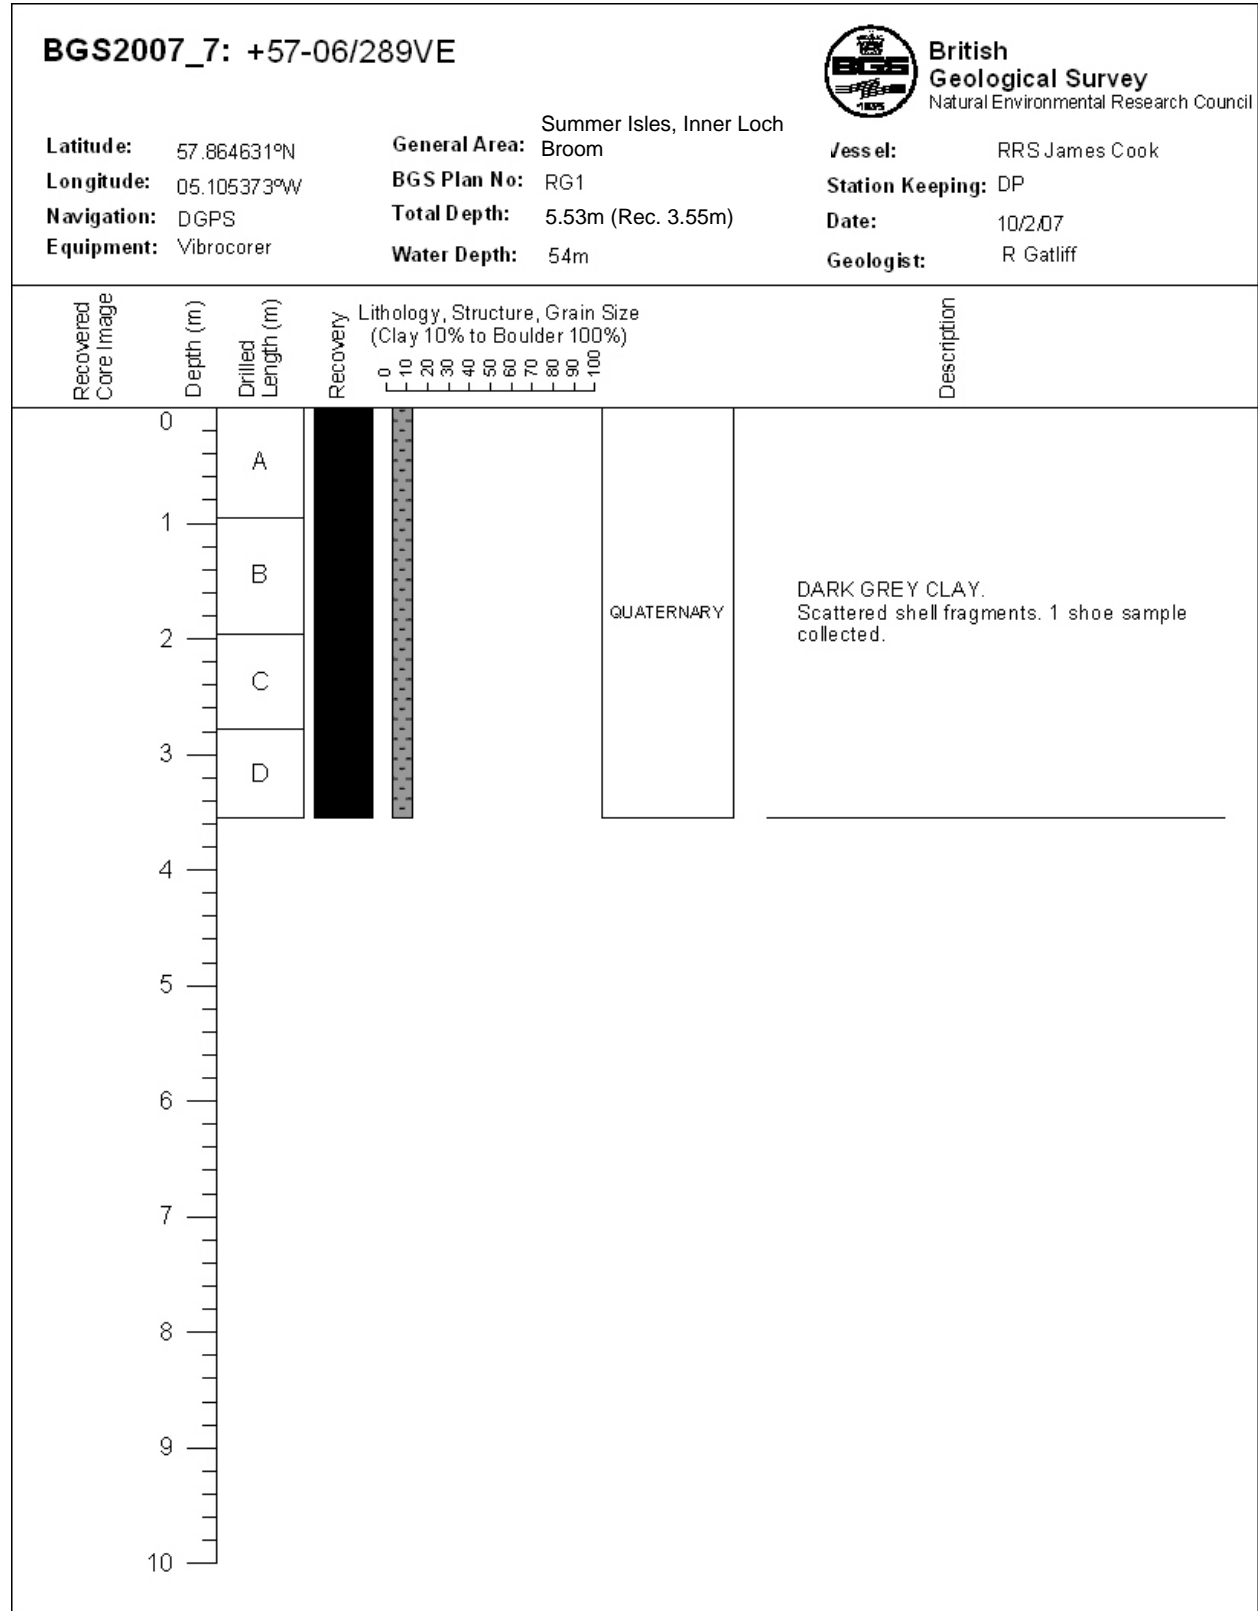 BGS2007_7: +57-06/289VE
BGS
1835
British
Geological Survey
Natural Environmental Research Council
Latitude: 57.864631ºN
Longitude: 05.105373ºW
Navigation: DGPS
Equipment: Vibrocorer
General Area: Summer Isles, Inner Loch
Broom
BGS Plan No: RG1
Total Depth: 5.53m (Rec. 3.55m)
Water Depth: 54m
Vessel: RRS James Cook
Station Keeping: DP
Date: 10/2/07
Geologist: R Gatliff
Recovered
Core Image
Depth (m)
Drilled
Length (m)
Recovery
Lithology, Structure, Grain Size
(Clay 10% to Boulder 100%)
0 10 20 30 40 50 60 70 80 90 100
Description
0
A
1
B
2
C
3
D
4
5
6
7
8
9
10
QUATERNARY
DARK GREY CLAY.
Scattered shell fragments. 1 shoe sample
collected.